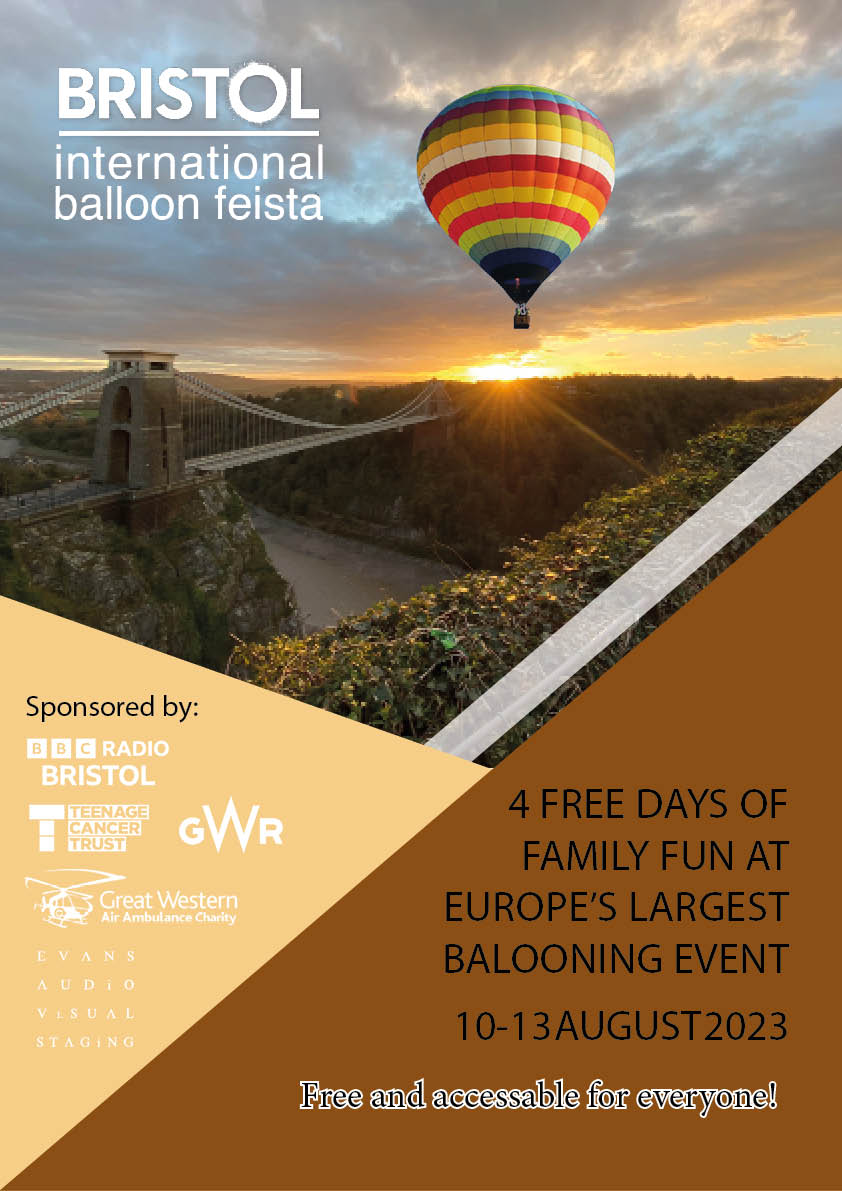 BRISTOL
international
balloon feista
Sponsored by:
BBC RADIO
BRISTOL
TEENAGE
CANCER
TRUST
GWR
Great Western
Air Ambulance Charity
EVANS
AUDiO
ViSUAL
STAGiNG
4 FREE DAYS OF
FAMILY FUN AT
EUROPE’S LARGEST
BALOONING EVENT
10-13AUGUST2023
Free and accessable for everyone!